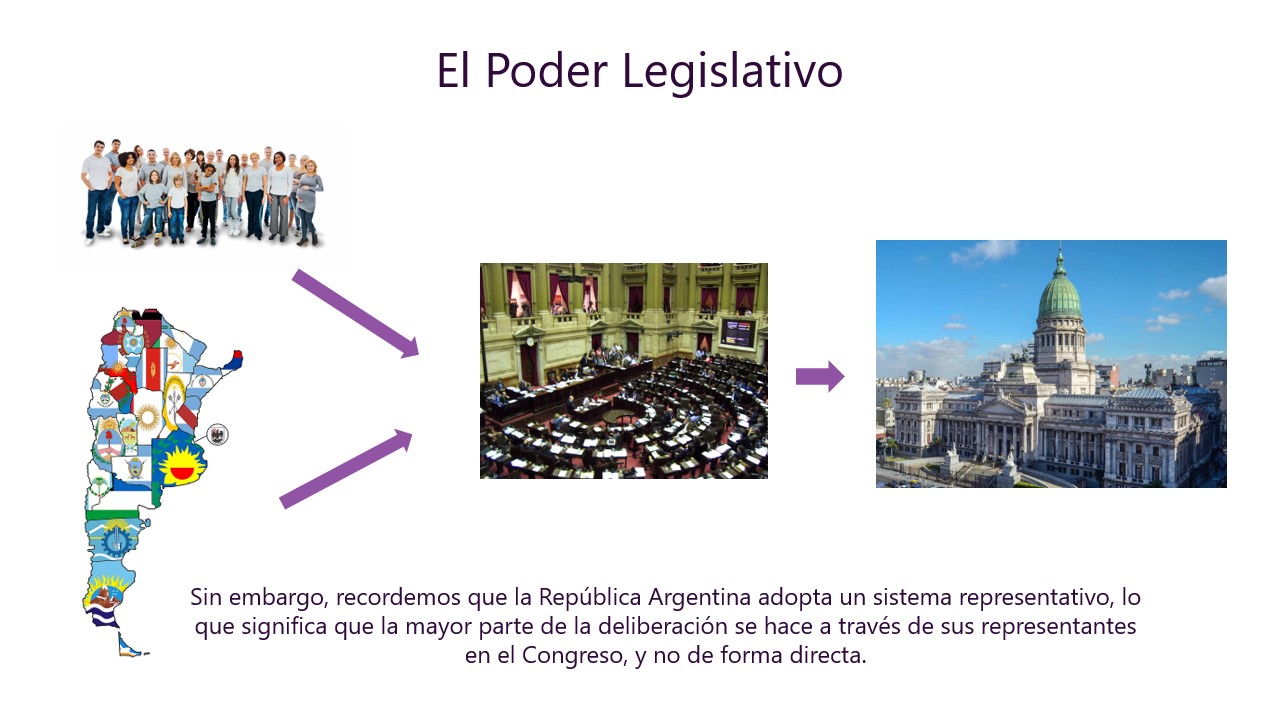 El Poder Legislativo
Sin embargo, recordemos que la República Argentina adopta un sistema representativo, lo
que significa que la mayor parte de la deliberación se hace a través de sus representantes
en el Congreso, y no de forma directa.